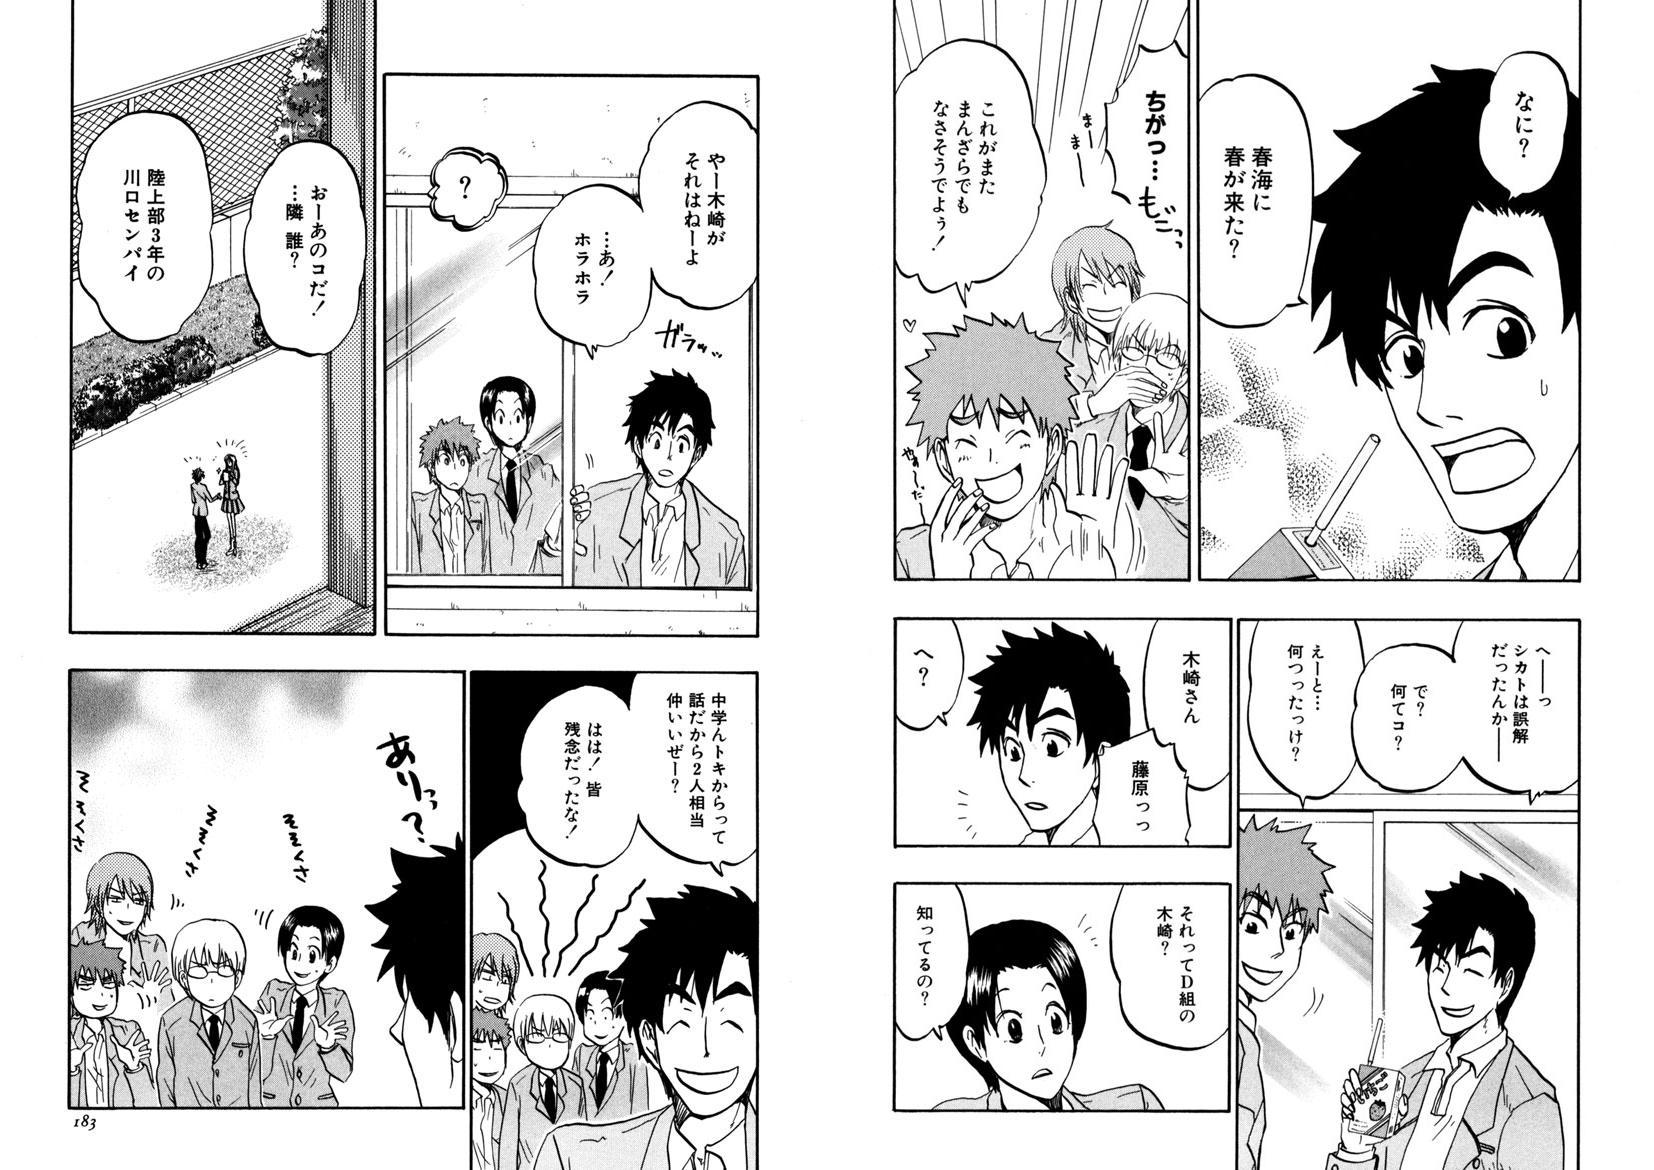 なに?
春海に
春が来た?
ちがっ…
もごっっ
まー
ま
これがまた
まんざらでも
なさそうでよぅ!
へーーっ
シカトは誤解
だったんかーー
で?
何てコ?
えーと…
何つったっけ?
いちご
木崎さん
藤原っっ
へ?
それってD組の
木崎?
知ってるの?
やー木崎が
それはねーよ
…あ!
ホラホラ
?
ガラッ…
おーあのコだ!
…隣 誰?
陸上部3年の
川口センパイ
中学んトキからって
話だから2人相当
仲いいぜー?
はは! 皆
残念だったな!
ありっっ?
そそくさ
そそくさ
そそくさ
183